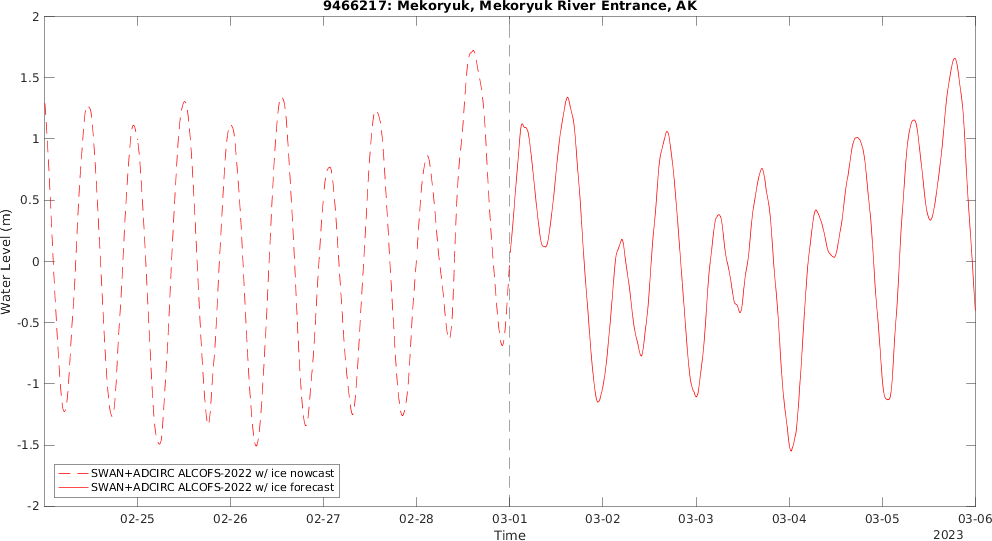 9466217: Mekoryuk, Mekoryuk River Entrance, AK
2
1.5
1
0.5
0
-0.5
-1
-1.5
-2
Water Level (m)
SWAN+ADCIRC ALCOFS-2022 w/ ice nowcast
SWAN+ADCIRC ALCOFS-2022 w/ ice forecast
02-25 02-26 02-27 02-28 03-01 03-02 03-03 03-04 03-05 03-06
Time
2023